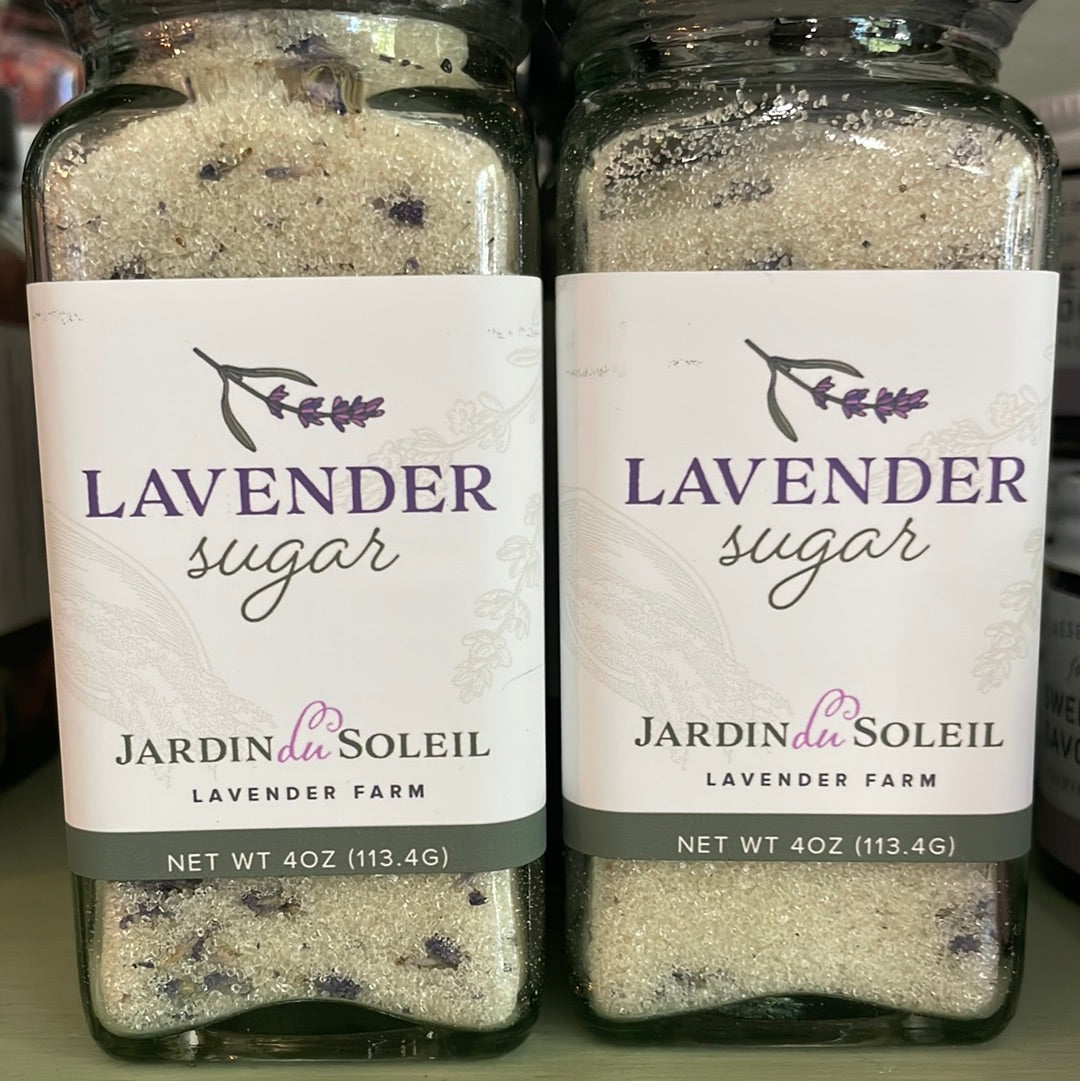 LAVENDER
sugar
JARDIN du SOLEIL
LAVENDER FARM
NET WT 4OZ (113.4G)
LAVENDER
sugar
JARDIN du SOLEIL
LAVENDER FARM
NET WT 4OZ (113.4G)